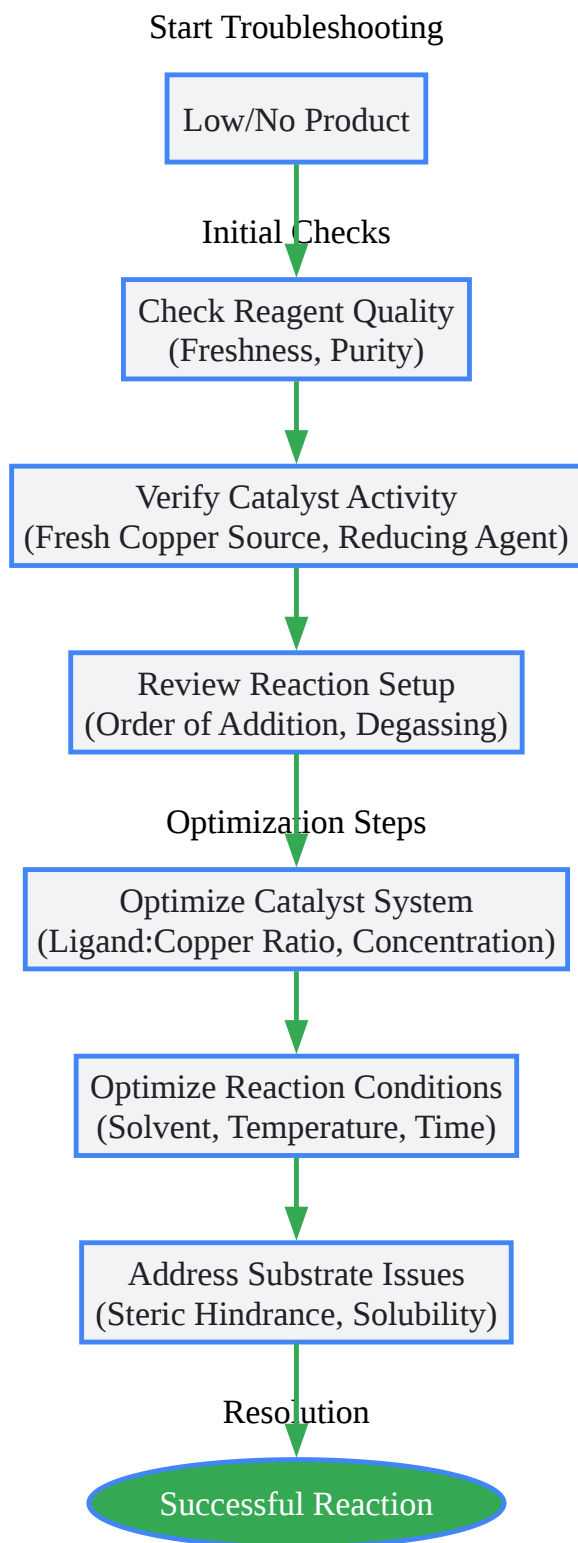 Start Troubleshooting
Low/No Product
Initial Checks
Check Reagent Quality
(Freshness, Purity)
Verify Catalyst Activity
(Fresh Copper Source, Reducing Agent)
Review Reaction Setup
(Order of Addition, Degassing)
Optimization Steps
Optimize Catalyst System
(Ligand:Copper Ratio, Concentration)
Optimize Reaction Conditions
(Solvent, Temperature, Time)
Address Substrate Issues
(Steric Hindrance, Solubility)
Resolution
Successful Reaction